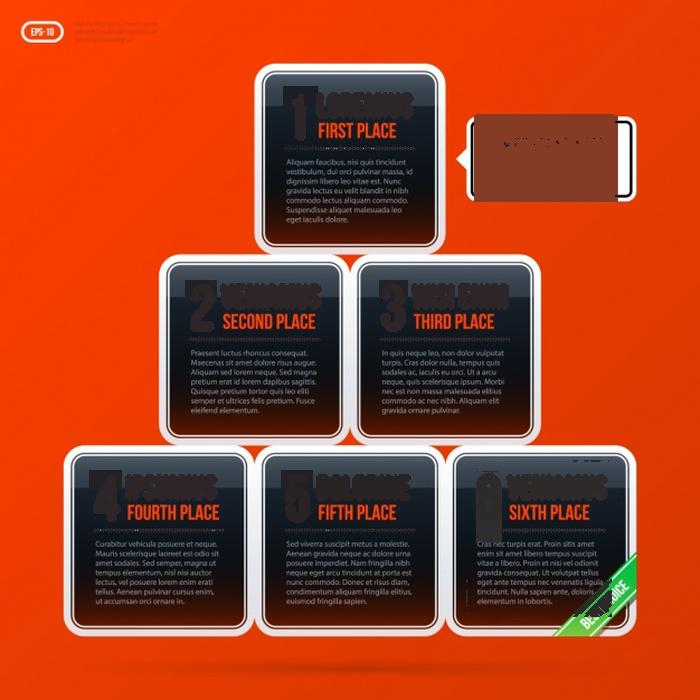 EPS-10
1 LOREMIUS
FIRST PLACE
Aliquam faucibus, nisl quis tincidunt
vestibulum, dui orci pulvinar massa, id
dignissim libero leo vitae est. Nunc
gravida lectus eu velit blandit in nibh
commodo lectus aliquam commodo.
Suspendisse aliquet malesuada leo
eget iaculis dolore.
2
3
SECOND PLACE
THIRD PLACE
Praesent luctus rhoncus consequat.
Maecenas sit amet dolore risus augue.
Aliquam sed lorem neque. Sed magna
pretium erat id lorem dapibus sagittis.
Quisque pretium tortor quis leo eliti
semper et ultrices felis pretium. Fusce
eleifend elementum.
In quis neque leo, non dolor vulputat
turpis. Cras dolor nulla, tempus quis
sodales ac, iaculis eu orci. Ut a arcu
neque, quis scelerisque ipsum. Morbi
nec est non massa malesuada lobortis
commodo ac nec nibh. Aliquam elit
gravida ornare pulvinar.
4
5 DOLORINE
FOURTH PLACE
FIFTH PLACE
SIXTH PLACE
Curabitur vehicula posuere et neque.
Mauris scelerisque laoreet est odio sit
amet sodales. Sed semper, magna ut
tempus elementum, nisl nisi auctor
lectus, vel posuere lorem enim erati
tellus. Aenean pulvinar cursus enim,
ut accumsan orci ornare in.
Sed viverra suscipit metus a molestie.
Aenean gravida neque ac dolore urna
posuere imperdiet. Nam fringilla nibh
neque eget arcu tincidunt at porta est
nunc commodo. Donec et risus diam,
condimentum aliquam fringilla elitius,
euismod fringilla sapien.
Cras nec turpis erat. Proin sitis amet
enim sit amet libero tempus suscipit
vitae a libero. Proin et nisi vel odionit
gravida consequat. Ut volutpat tellus
eget ante tempus nec venenatis ligula
tincidunt. Nulla sapien ante,
elementum in lobortis.